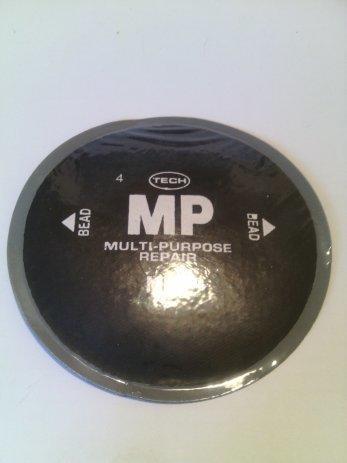 4
TECH
MP
BEAD
BEAD
MULTI-PURPOSE
REPAIR